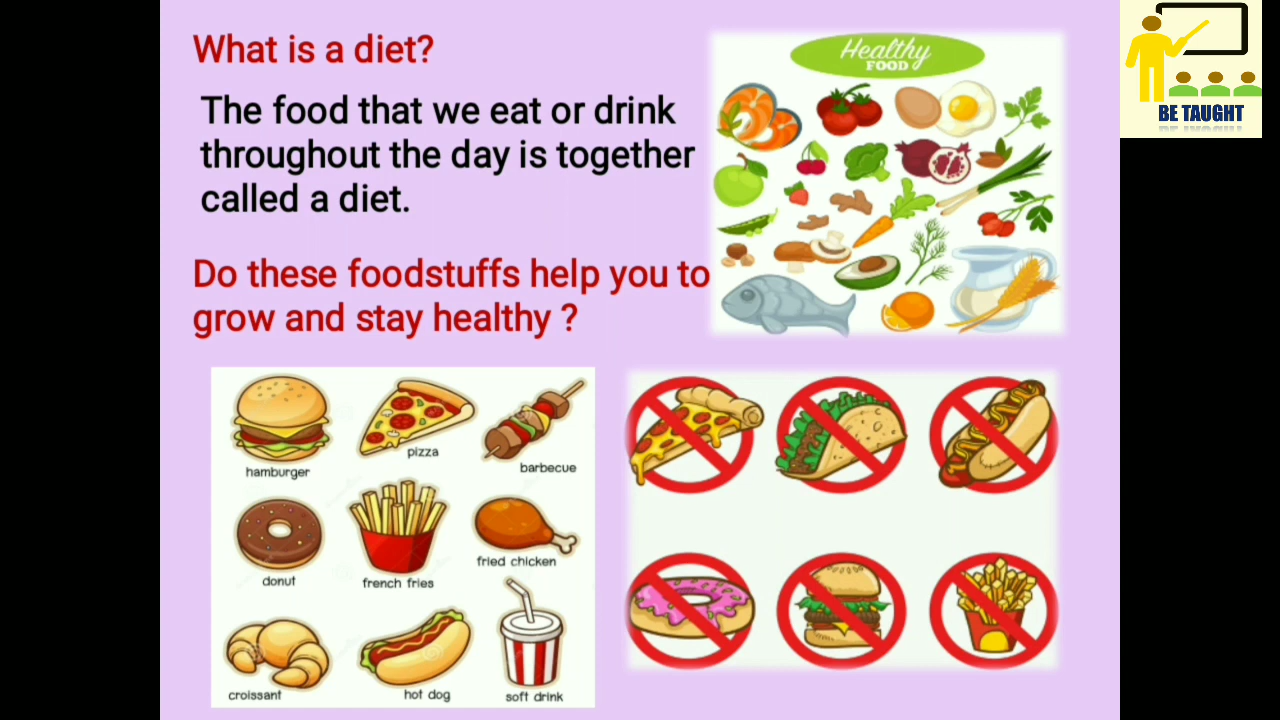 What is a diet?
The food that we eat or drink
throughout the day is together
called a diet.
Do these foodstuffs help you to
grow and stay healthy ?
Healthy
FOOD
BE TAUGHT
hamburger
pizza
barbecue
donut
french fries
fried chicken
croissant
hot dog
soft drink